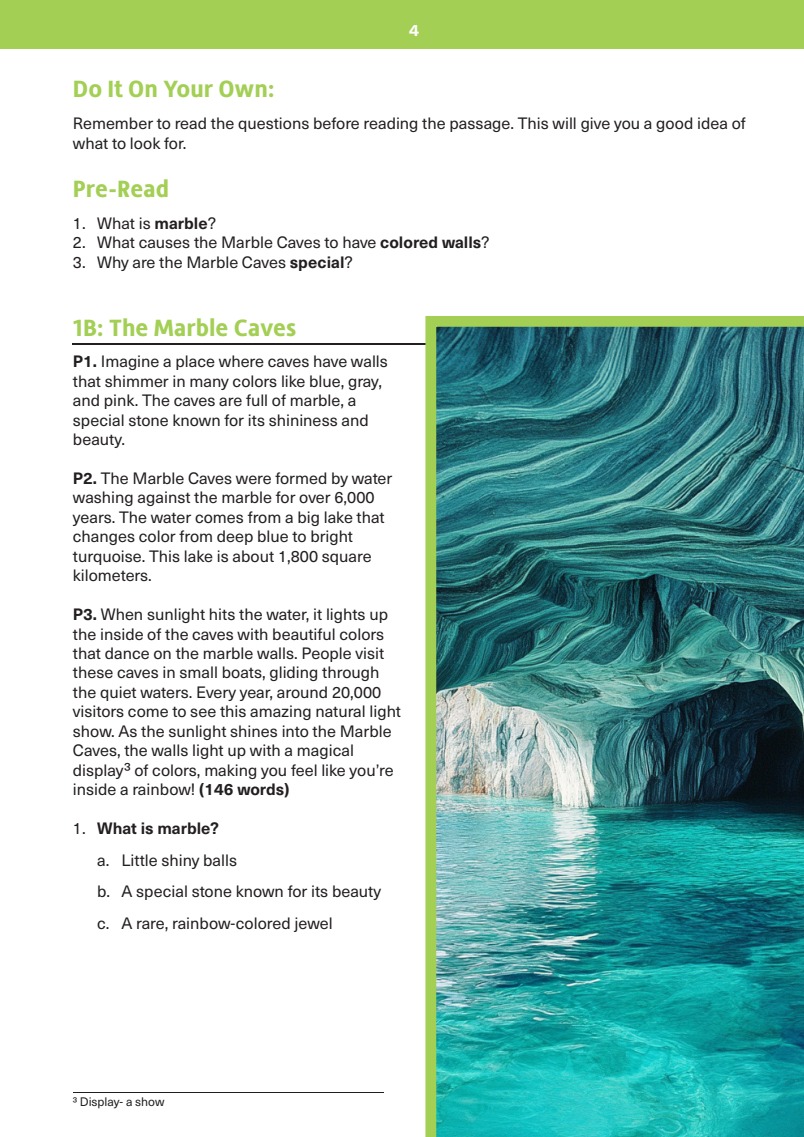 4
Do It On Your Own:
Remember to read the questions before reading the passage. This will give you a good idea of
what to look for.
Pre-Read
1. What is marble?
2. What causes the Marble Caves to have colored walls?
3. Why are the Marble Caves special?
1B: The Marble Caves
P1. Imagine a place where caves have walls
that shimmer in many colors like blue, gray,
and pink. The caves are full of marble, a
special stone known for its shininess and
beauty.
P2. The Marble Caves were formed by water
washing against the marble for over 6,000
years. The water comes from a big lake that
changes color from deep blue to bright
turquoise. This lake is about 1,800 square
kilometers.
P3. When sunlight hits the water, it lights up
the inside of the caves with beautiful colors
that dance on the marble walls. People visit
these caves in small boats, gliding through
the quiet waters. Every year, around 20,000
visitors come to see this amazing natural light
show. As the sunlight shines into the Marble
Caves, the walls light up with a magical
display³ of colors, making you feel like you’re
inside a rainbow! (146 words)
1. What is marble?
a. Little shiny balls
b. A special stone known for its beauty
c. A rare, rainbow-colored jewel
³ Display- a show